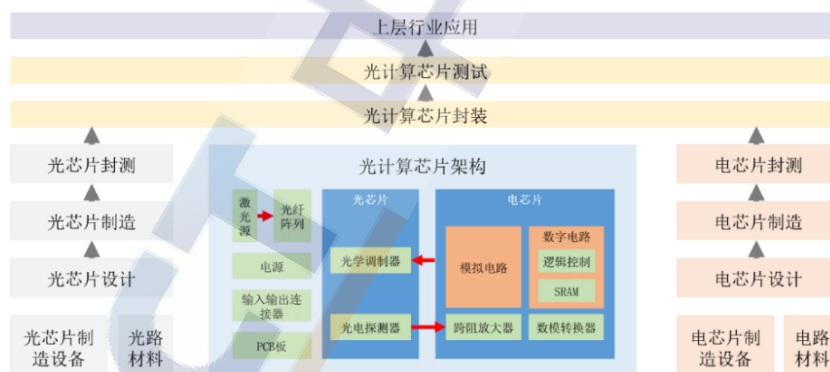 上层行业应用
光计算芯片测试
光计算芯片封装
光芯片封测
光芯片制造
光芯片设计
光芯片制
造设备
光路
材料
光计算芯片架构
激
光
源
光纤
阵列
电源
输入输出连
接器
PCB板
光芯片
光学调制器
光电探测器
电芯片
模拟电路
数字电路
逻辑控制
SRAM
跨阻放大器
数模转换器
电芯片封测
电芯片制造
电芯片设计
电芯片制
造设备
电路
材料